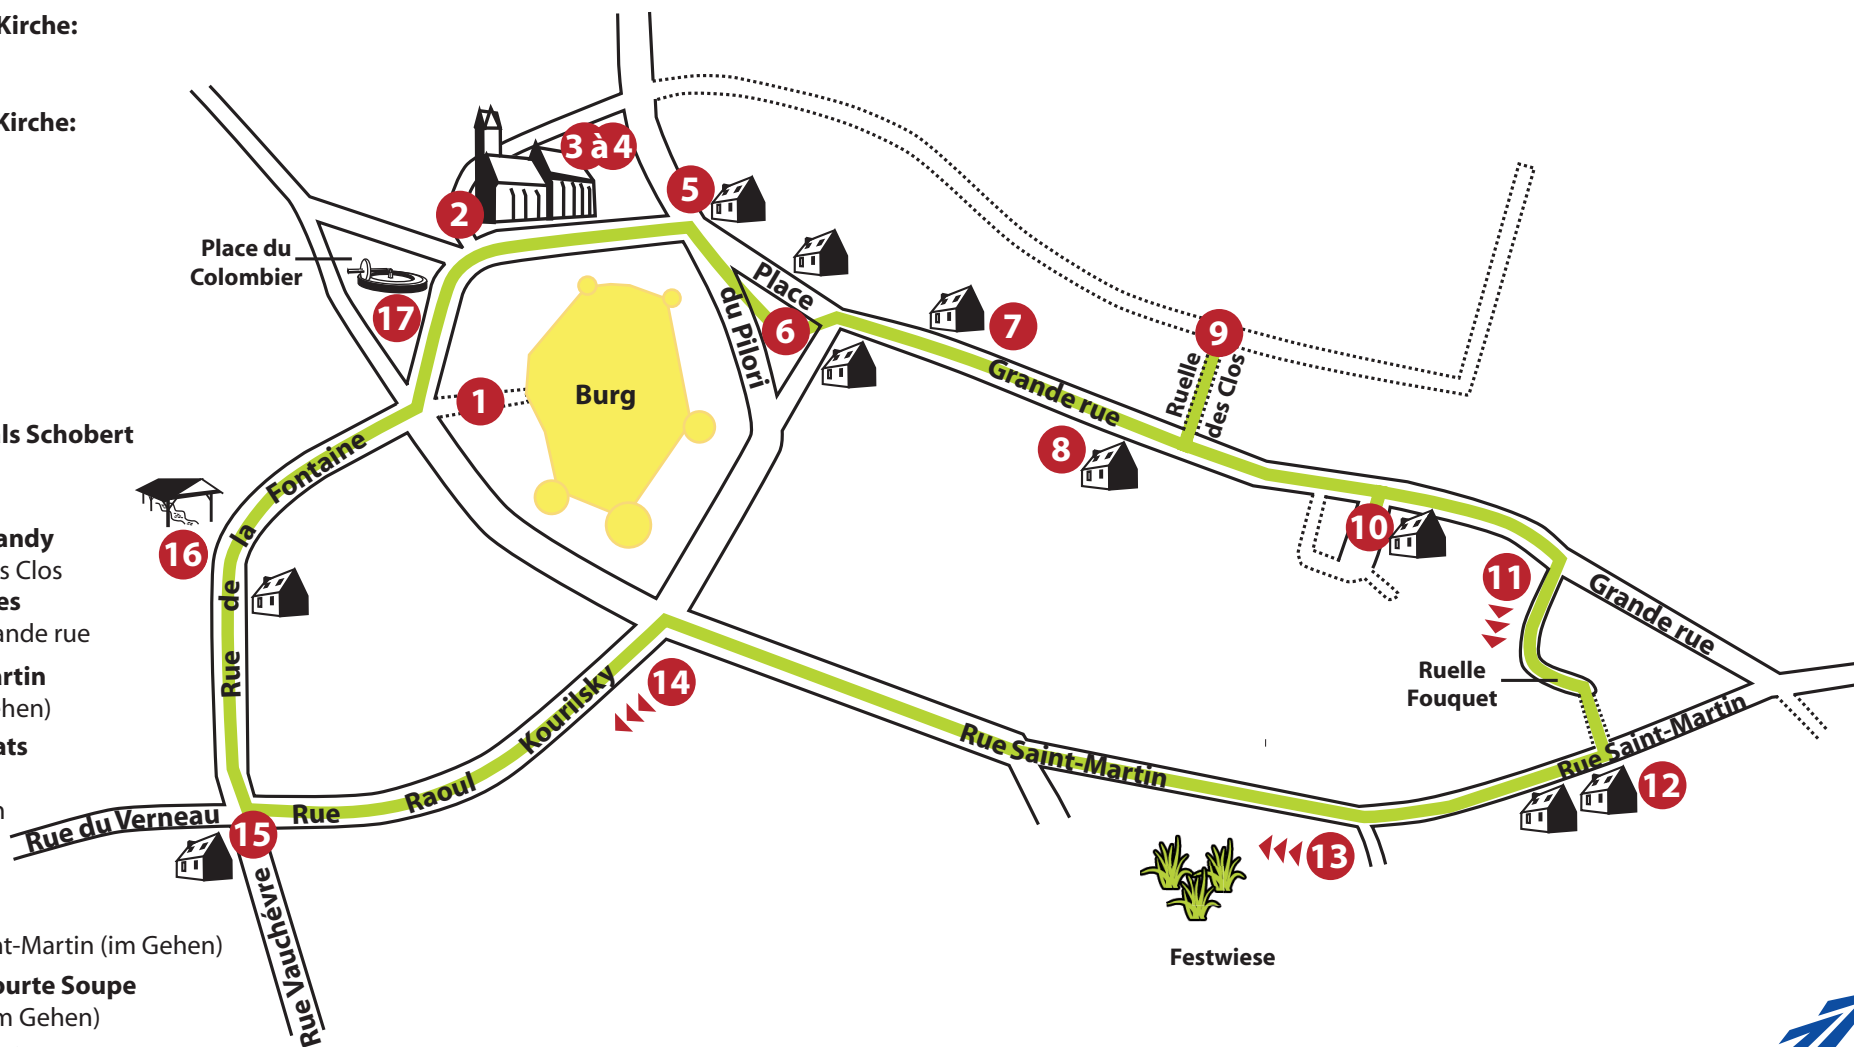 Kirche:
Kirche:
ls Schobert
andy
s Clos
es
ande rue
artin
hen)
ats
n
nt-Martin (im Gehen)
ourte Soupe
m Gehen)
3 à 4
5
2
Place du
Colombier
17
Place
du Pilori
6
7
9
1
Burg
Grande rue
Ruelle
des Clos
8
Rue de la Fontaine
16
10
11
Grande rue
Ruelle
Fouquet
14
Rue Raoul Kourilsky
Rue Saint-Martin
Rue Saint-Martin
12
Rue du Verneau
15
13
Rue Vauchévre
Festwiese